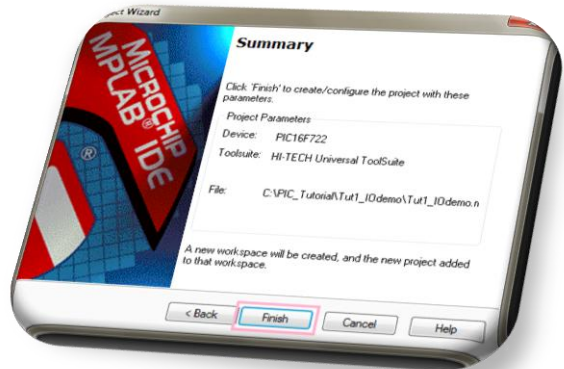 ect Wizard
MICROCHIP
MPLAB® IDE
®
Summary
Click 'Finish' to create/configure the project with these
parameters.
Project Parameters
Device: PIC16F722
Toolsuite: HI-TECH Universal ToolSuite
File: C:\PIC_Tutorial\Tut1_IOdemo\Tut1_IOdemo.n
A new workspace will be created, and the new project added
to that workspace.
< Back Finish Cancel Help